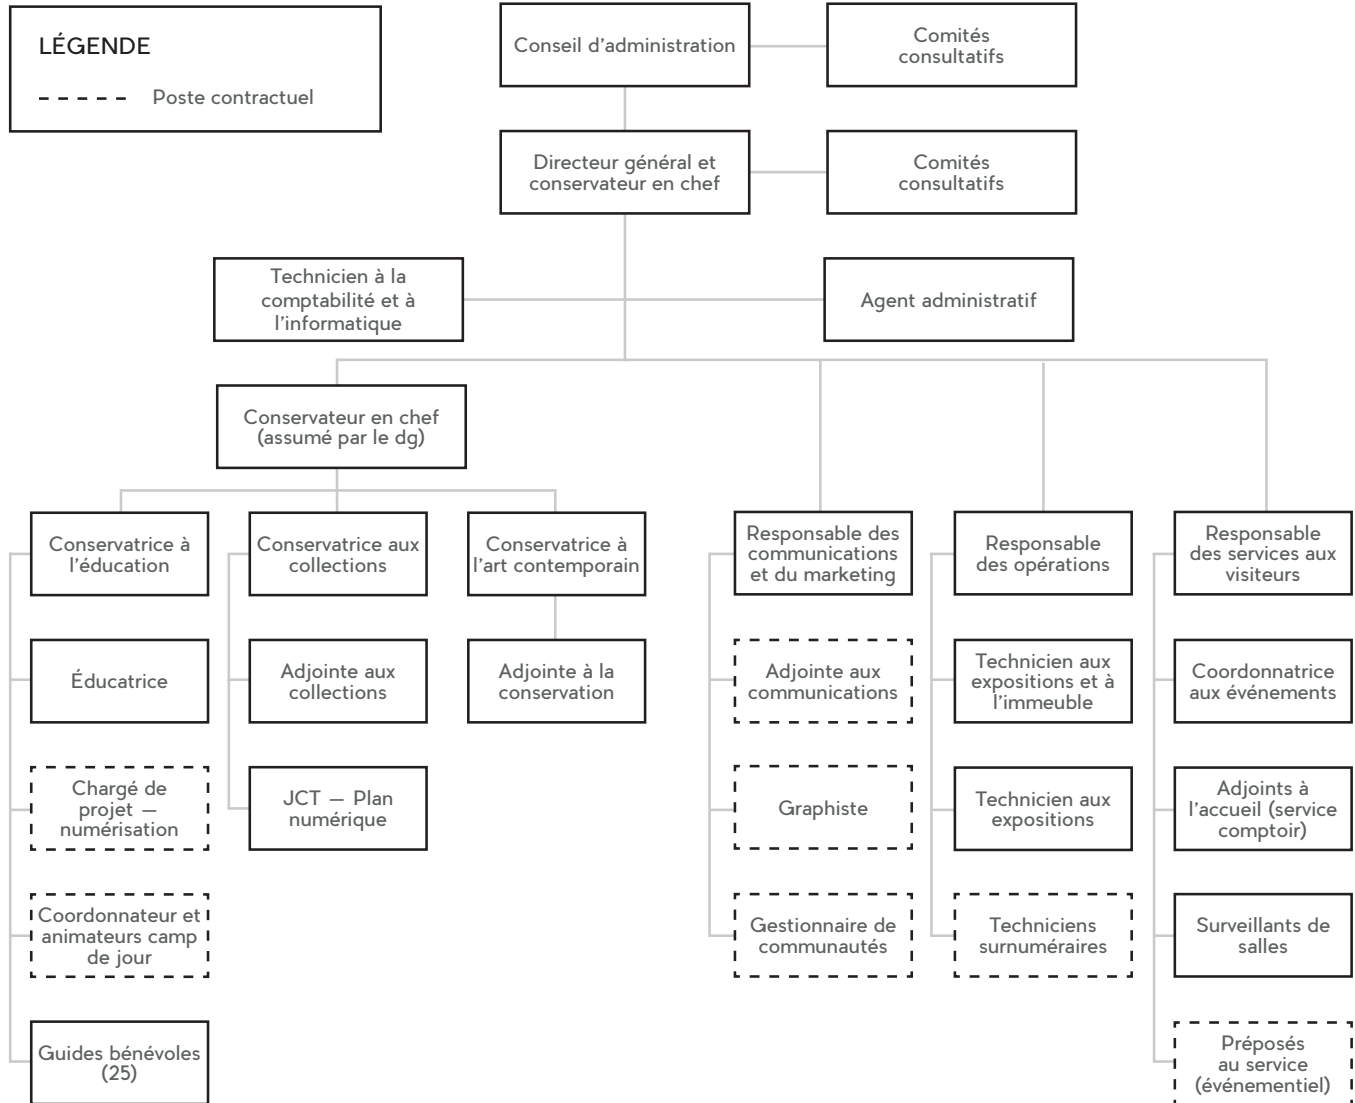 LÉGENDE
Poste contractuel
Conseil d'administration
Comités
consultatifs
Directeur général et
conservateur en chef
Comités
consultatifs
Technicien à la
comptabilité et à
l'informatique
Agent administratif
Conservateur en chef
(assumé par le dg)
Conservatrice à
l'éducation
Conservatrice aux
collections
Conservatrice à
l'art contemporain
Responsable des
communications
et du marketing
Responsable
des opérations
Responsable
des services aux
visiteurs
Éducatrice
Adjointe aux
collections
Adjointe à la
conservation
Adjointe aux
communications
Technicien aux
expositions et à
l'immeuble
Coordonnatrice
aux événements
Chargé de
projet —
numérisation
JCT — Plan
numérique
Graphiste
Technicien aux
expositions
Adjoints à
l'accueil (service
comptoir)
Coordonnateur et
animateurs camp
de jour
Gestionnaire de
communautés
Techniciens
surnuméraires
Surveillants de
salles
Guides bénévoles
(25)
Préposés
au service
(événementiel)